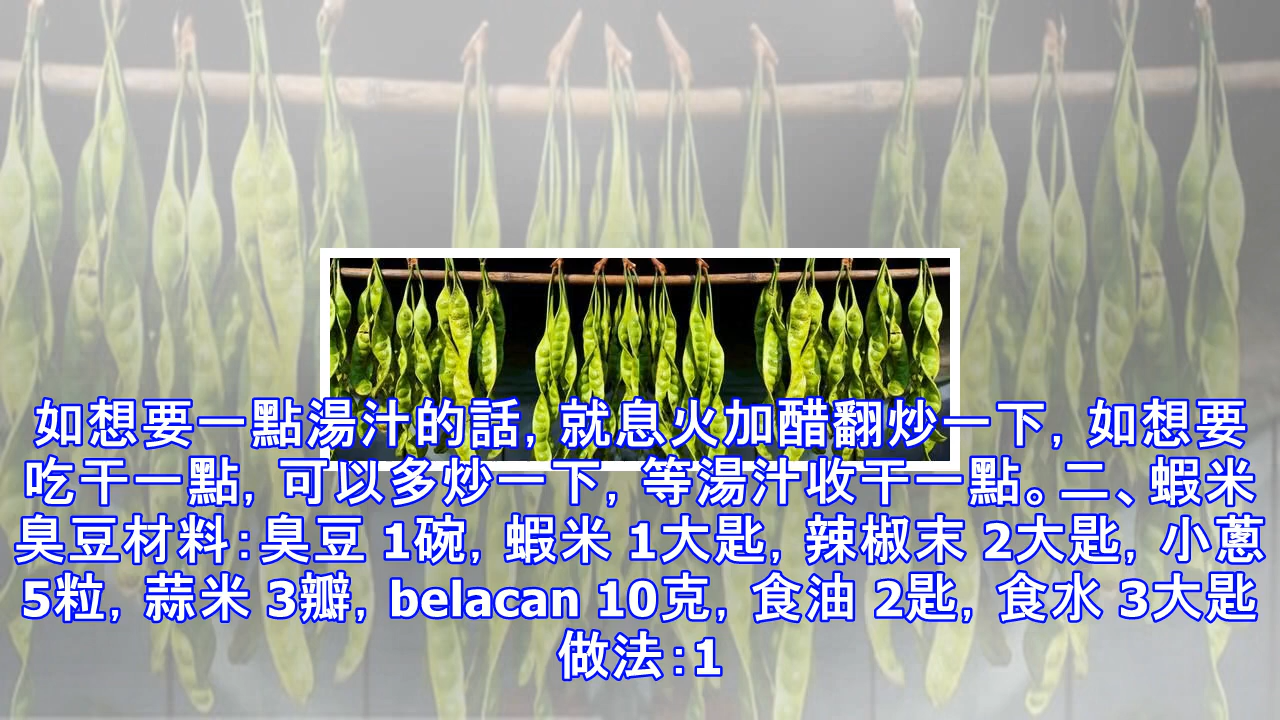 如想要一點湯汁的話, 就息火加醋翻炒一下, 如想要
吃干一點, 可以多炒一下, 等湯汁收干一點。二、蝦米
臭豆材料：臭豆 1碗, 蝦米 1大匙, 辣椒末 2大匙, 小蔥
5粒, 蒜米 3瓣, belacan 10克, 食油 2匙, 食水 3大匙
做法：1